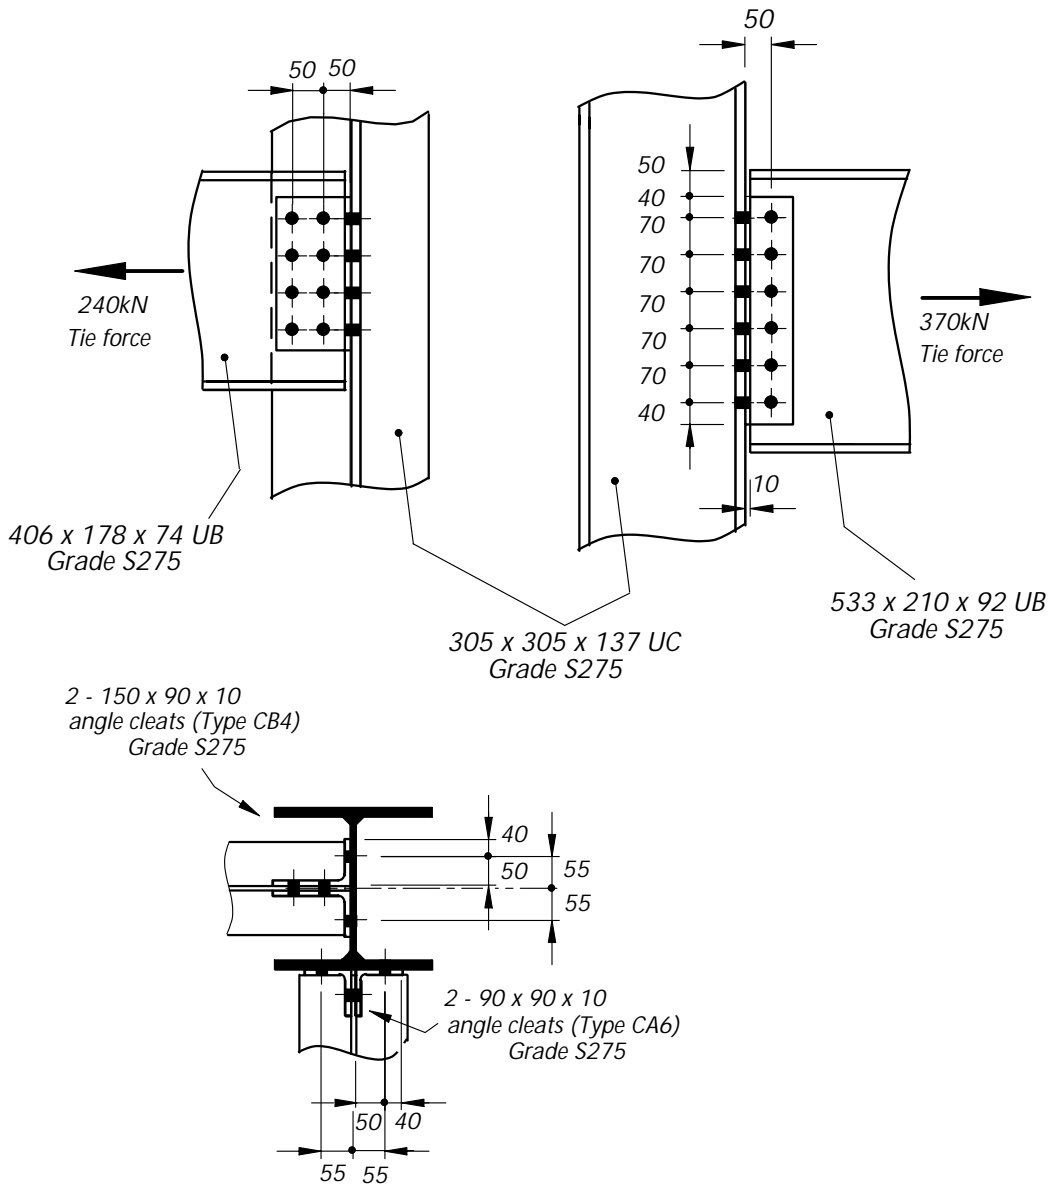 50
50 50
50
40
70
70
70
70
70
40
240kN
Tie force
370kN
Tie force
10
406 x 178 x 74 UB
Grade S275
533 x 210 x 92 UB
Grade S275
305 x 305 x 137 UC
Grade S275
2 - 150 x 90 x 10
angle cleats (Type CB4)
Grade S275
40
50
55
55
2 - 90 x 90 x 10
angle cleats (Type CA6)
Grade S275
50 40
55 55